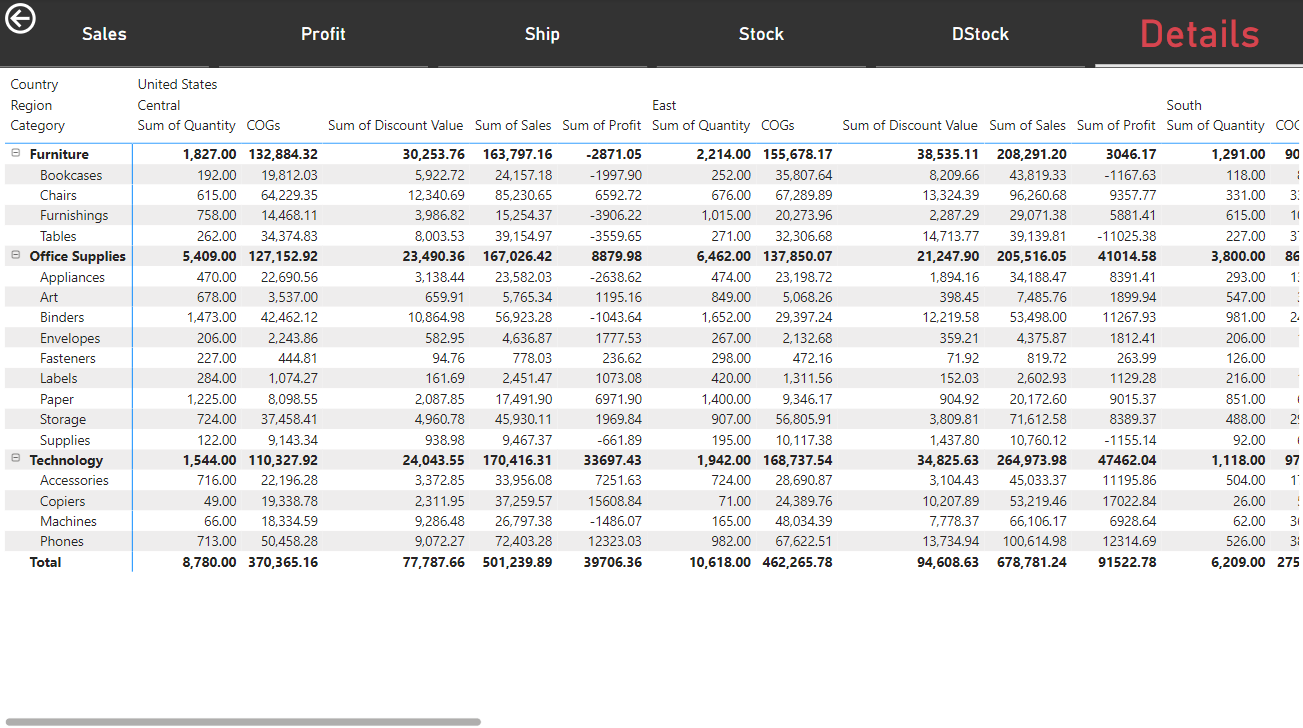 Sales Profit Ship Stock DStock Details
Country United States
Region Central East South
Category Sum of Quantity COGs Sum of Discount Value Sum of Sales Sum of Profit Sum of Quantity COGs Sum of Discount Value Sum of Sales Sum of Profit Sum of Quantity
Furniture 1,827.00 132,884.32 30,253.76 163,797.16 -2871.05 2,214.00 155,678.17 38,535.11 208,291.20 3046.17 1,291.00
Bookcases 192.00 19,812.03 5,922.72 24,157.18 -1997.90 252.00 35,807.64 8,209.66 43,819.33 -1167.63 118.00
Chairs 615.00 64,229.35 12,340.69 85,230.65 6592.72 676.00 67,289.89 13,324.39 96,260.68 9357.77 331.00
Furnishings 758.00 14,468.11 3,986.82 15,254.37 -3906.22 1,015.00 20,273.96 2,287.29 29,071.38 5881.41 615.00
Tables 262.00 34,374.83 8,003.53 39,154.97 -3559.65 271.00 32,306.68 14,713.77 39,139.81 -11025.38 227.00
Office Supplies 5,409.00 127,152.92 23,490.36 167,026.42 8879.98 6,462.00 137,850.07 21,247.90 205,516.05 41014.58 3,800.00
Appliances 470.00 22,690.56 3,138.44 23,582.03 -2638.62 474.00 23,198.72 1,894.16 34,188.47 8391.41 293.00
Art 678.00 3,537.00 659.91 5,765.34 1195.16 849.00 5,068.26 398.45 7,485.76 1899.94 547.00
Binders 1,473.00 42,462.12 10,864.98 56,923.28 -1043.64 1,652.00 29,397.24 12,219.58 53,498.00 11267.93 981.00
Envelopes 206.00 2,243.86 582.95 4,636.87 1777.53 267.00 2,132.68 359.21 4,375.87 1812.41 206.00
Fasteners 227.00 444.81 94.76 778.03 236.62 298.00 472.16 71.92 819.72 263.99 126.00
Labels 284.00 1,074.27 161.69 2,451.47 1073.08 420.00 1,311.56 152.03 2,602.93 1129.28 216.00
Paper 1,225.00 8,098.55 2,087.85 17,491.90 6971.90 1,400.00 9,346.17 904.92 20,172.60 9015.37 851.00
Storage 724.00 37,458.41 4,960.78 45,930.11 1969.84 907.00 56,805.91 3,809.81 71,612.58 8389.37 488.00
Supplies 122.00 9,143.34 938.98 9,467.37 -661.89 195.00 10,117.38 1,437.80 10,760.12 -1155.14 92.00
Technology 1,544.00 110,327.92 24,043.55 170,416.31 33697.43 1,942.00 168,737.54 34,825.63 264,973.98 47462.04 1,118.00
Accessories 716.00 22,196.28 3,372.85 33,956.08 7251.63 724.00 28,690.87 3,104.43 45,033.37 11195.86 504.00
Copiers 49.00 19,338.78 2,311.95 37,259.57 15608.84 71.00 24,389.76 10,207.89 53,219.46 17022.84 26.00
Machines 66.00 18,334.59 9,286.48 26,797.38 -1486.07 165.00 48,034.39 7,778.37 66,106.17 6928.64 62.00
Phones 713.00 50,458.28 9,072.27 72,403.28 12323.03 982.00 67,622.51 13,734.94 100,614.98 12314.69 526.00
Total 8,780.00 370,365.16 77,787.66 501,239.89 39706.36 10,618.00 462,265.78 94,608.63 678,781.24 91522.78 6,209.00